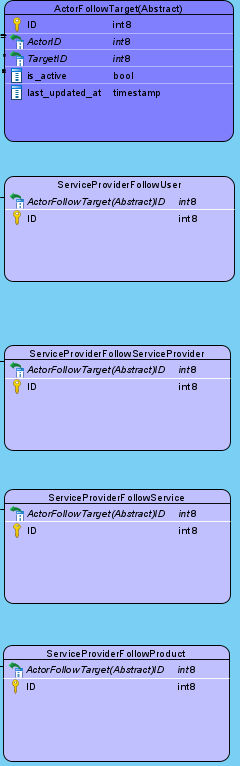 ActorFollowTarget(Abstract)
ID int8
ActorID int8
TargetID int8
is_active bool
last_updated_at timestamp
ServiceProviderFollowUser
ActorFollowTarget(Abstract)ID int8
ID int8
ServiceProviderFollowServiceProvider
ActorFollowTarget(Abstract)ID int8
ID int8
ServiceProviderFollowService
ActorFollowTarget(Abstract)ID int8
ID int8
ServiceProviderFollowProduct
ActorFollowTarget(Abstract)ID int8
ID int8